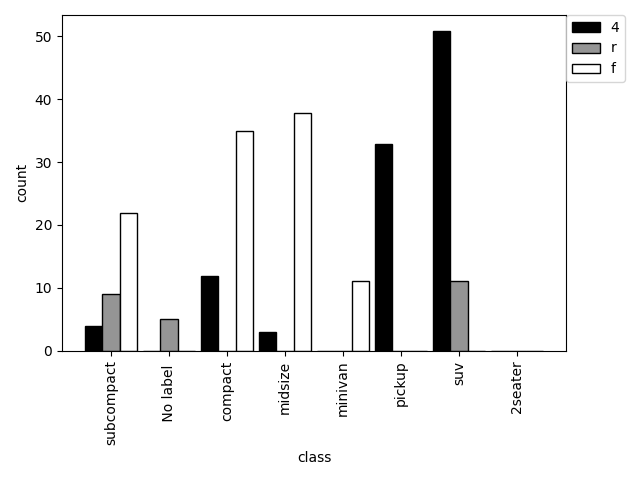 50
40
30
20
10
0
count
subcompact
No label
compact
midsize
minivan
pickup
suv
2seater
class
4
r
f